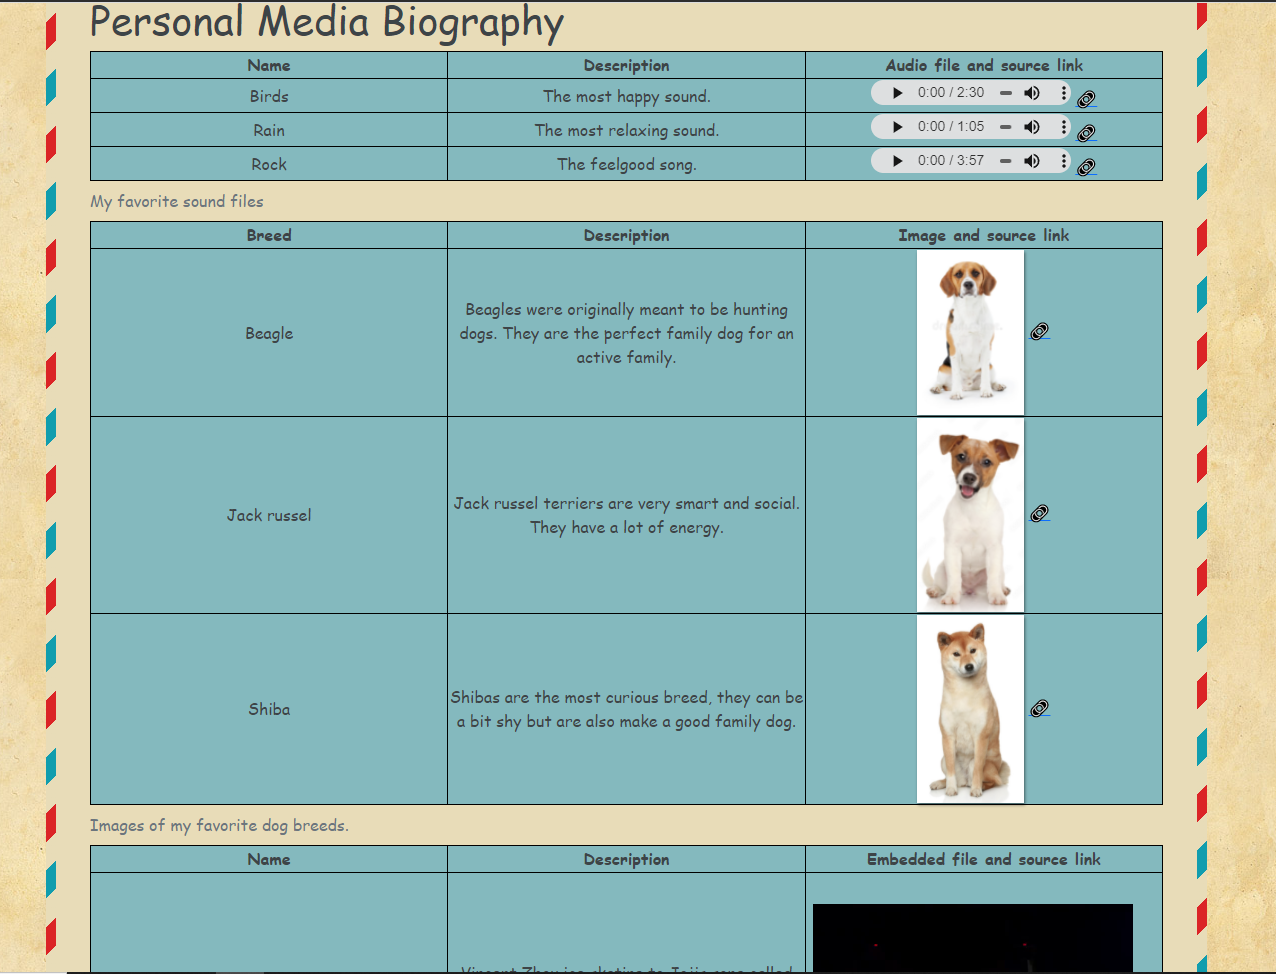 Personal Media Biography
Name Description Audio file and source link
Birds The most happy sound. 0:00 / 2:30
Rain The most relaxing sound. 0:00 / 1:05
Rock The feelgood song. 0:00 / 3:57
My favorite sound files
Breed Description Image and source link
Beagles were originally meant to be hunting
Beagle dogs. They are the perfect family dog for an
active family.
Jack russel terriers are very smart and social.
Jack russel
They have a lot of energy.
Shibas are the most curious breed, they can be
Shiba
a bit shy but are also make a good family dog.
Images of my favorite dog breeds.
Name Description Embedded file and source link